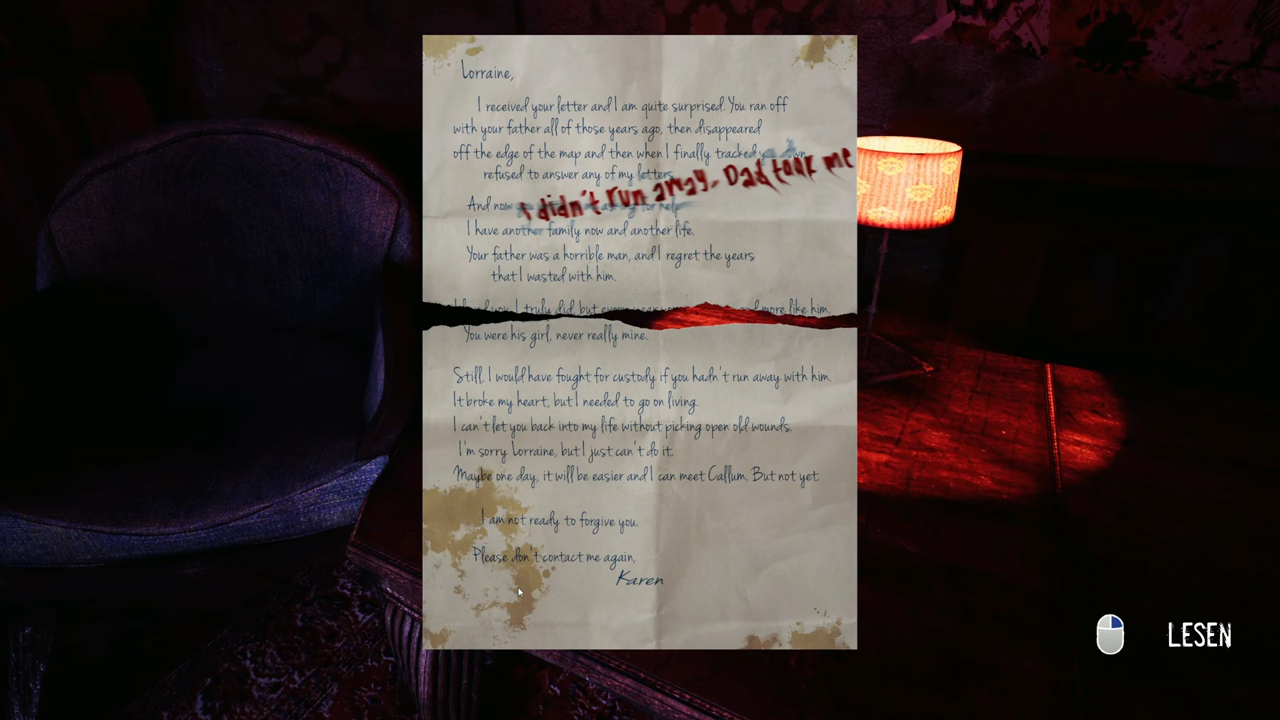 Lorraine,
I received your letter and I am quite surprised. You ran off
with your father all of those years ago, then disappeared
off the edge of the map and then when I finally tracked you down
refused to answer any of my letters.
I didn't run away. Dad took me
And now
I have another family now and another life.
Your father was a horrible man, and I regret the years
that I wasted with him.
you, I truly did, but every more like him.
You were his girl, never really mine.
Still, I would have fought for custody if you hadn't run away with him.
It broke my heart, but I needed to go on living.
I can't let you back into my life without picking open old wounds.
I'm sorry Lorraine, but I just can't do it.
Maybe one day, it will be easier and I can meet Callum. But not yet.
I am not ready to forgive you.
Please don't contact me again,
Karen
LESEN